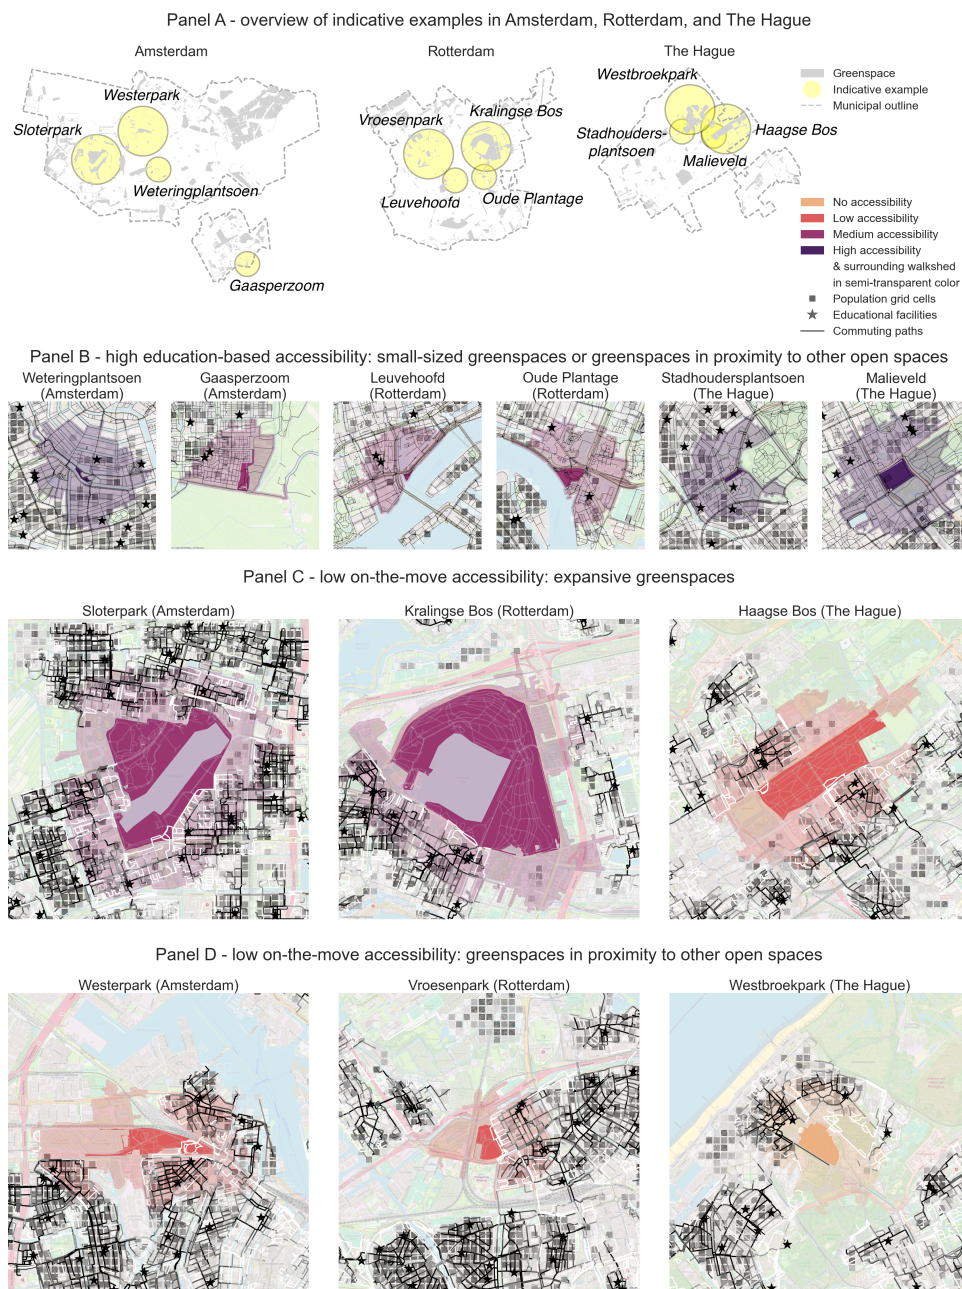 Panel A - overview of indicative examples in Amsterdam, Rotterdam, and The Hague
Amsterdam
Rotterdam
The Hague
Westerpark
Sloterpark
Weteringplantsoen
Gaasperzoom
Vroesenpark
Kralingse Bos
Leuvehoofd
Oude Plantage
Westbroekpark
Stadhouders-
plantsoen
Haagse Bos
Malieveld
Greenspace
Indicative example
Municipal outline
No accessibility
Low accessibility
Medium accessibility
High accessibility
& surrounding walkshed
in semi-transparent color
Population grid cells
Educational facilities
Commuting paths
Panel B - high education-based accessibility: small-sized greenspaces or greenspaces in proximity to other open spaces
Weteringplantsoen
(Amsterdam)
Gaasperzoom
(Amsterdam)
Leuvehoofd
(Rotterdam)
Oude Plantage
(Rotterdam)
Stadhoudersplantsoen
(The Hague)
Malieveld
(The Hague)
Panel C - low on-the-move accessibility: expansive greenspaces
Sloterpark (Amsterdam)
Kralingse Bos (Rotterdam)
Haagse Bos (The Hague)
Panel D - low on-the-move accessibility: greenspaces in proximity to other open spaces
Westerpark (Amsterdam)
Vroesenpark (Rotterdam)
Westbroekpark (The Hague)